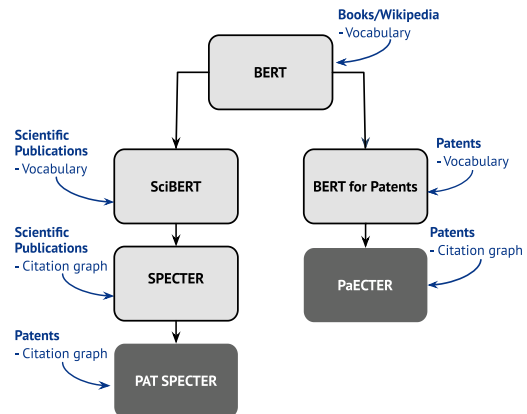 Books/Wikipedia
- Vocabulary
BERT
Scientific
Publications
- Vocabulary
SciBERT
BERT for Patents
Patents
- Vocabulary
Scientific
Publications
- Citation graph
SPECTER
PaECTER
Patents
- Citation graph
Patents
- Citation graph
PAT SPECTER